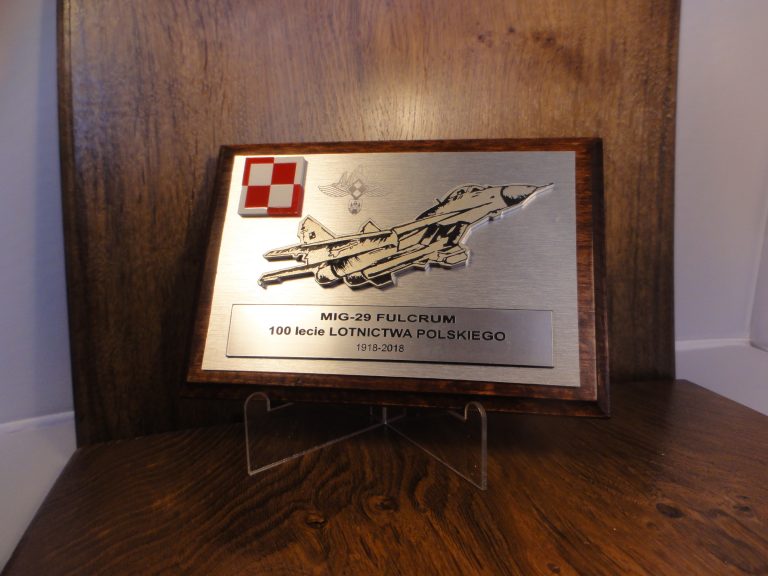 MIG-29 FULCRUM
100 lecie LOTNICTWA POLSKIEGO
1918-2018